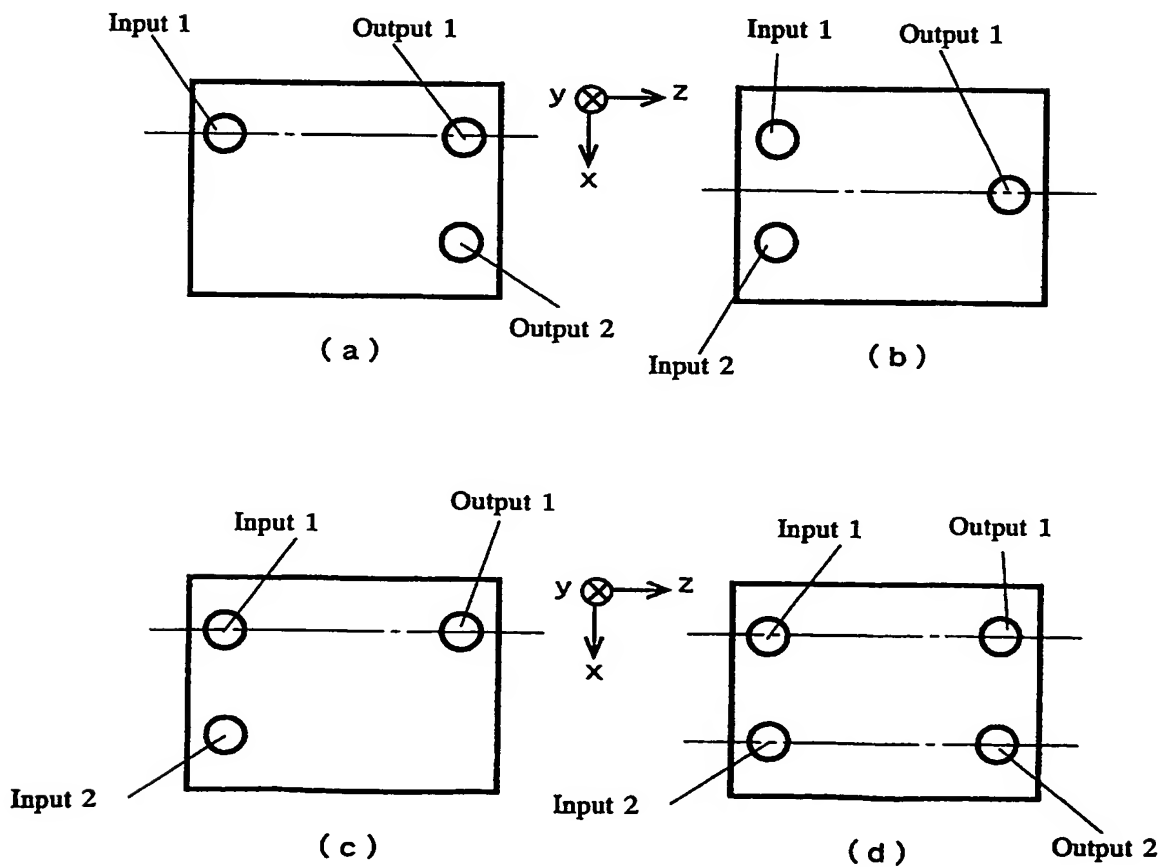 Input 1
Output 1
y
z
x
Output 2
(a)
Input 1
Output 1
Input 2
(b)
Input 1
Output 1
y
z
x
Input 2
(c)
Input 1
Output 1
Input 2
Output 2
(d)